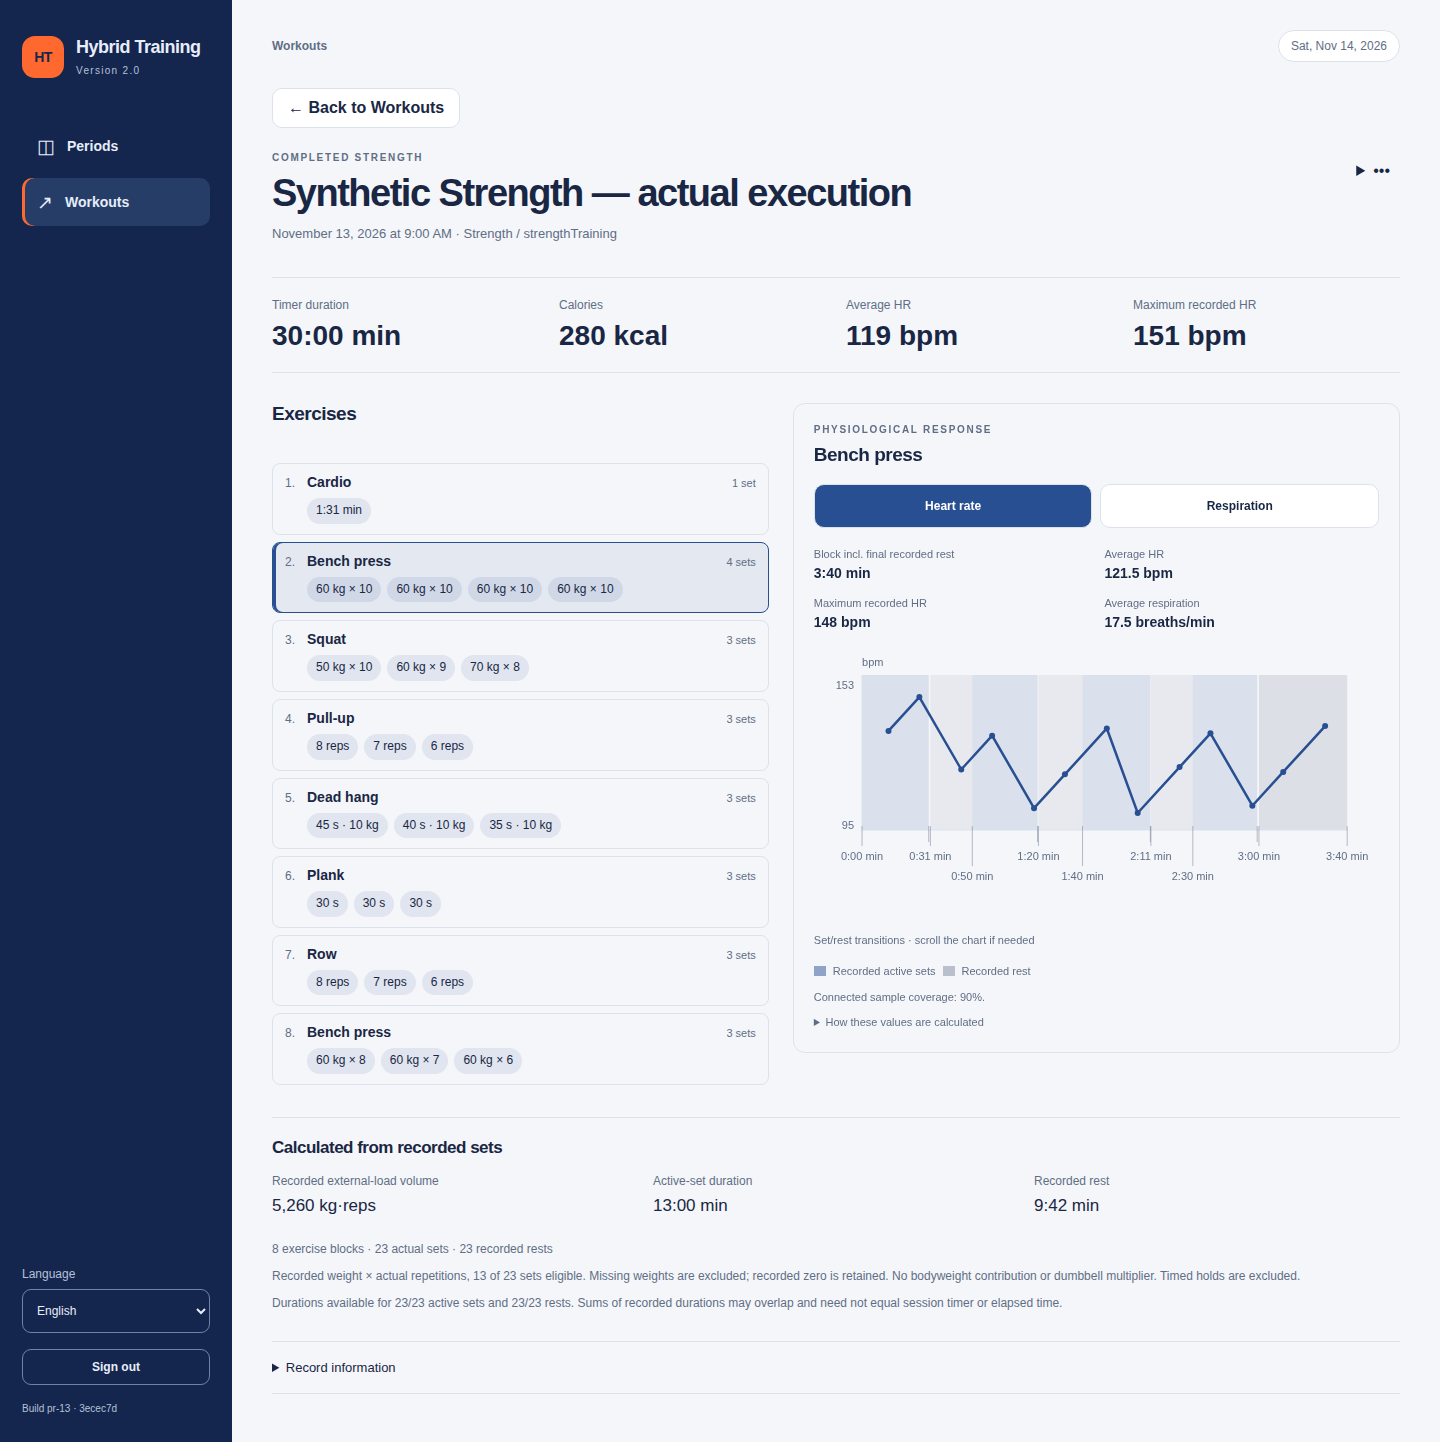 HT
Hybrid Training
Version 2.0
Periods
Workouts
Language
English
Sign out
Build pr-13 · 3ecec7d
Workouts
Sat, Nov 14, 2026
← Back to Workouts
COMPLETED STRENGTH
Synthetic Strength — actual execution
•••
November 13, 2026 at 9:00 AM · Strength / strengthTraining
Timer duration
30:00 min
Calories
280 kcal
Average HR
119 bpm
Maximum recorded HR
151 bpm
Exercises
1. Cardio 1 set
1:31 min
2. Bench press 4 sets
60 kg × 10 60 kg × 10 60 kg × 10 60 kg × 10
3. Squat 3 sets
50 kg × 10 60 kg × 9 70 kg × 8
4. Pull-up 3 sets
8 reps 7 reps 6 reps
5. Dead hang 3 sets
45 s · 10 kg 40 s · 10 kg 35 s · 10 kg
6. Plank 3 sets
30 s 30 s 30 s
7. Row 3 sets
8 reps 7 reps 6 reps
8. Bench press 3 sets
60 kg × 8 60 kg × 7 60 kg × 6
PHYSIOLOGICAL RESPONSE
Bench press
Heart rate Respiration
Block incl. final recorded rest
3:40 min
Average HR
121.5 bpm
Maximum recorded HR
148 bpm
Average respiration
17.5 breaths/min
bpm
153
95
0:00 min 0:31 min 1:20 min 2:11 min 3:00 min 3:40 min
0:50 min 1:40 min 2:30 min
Set/rest transitions · scroll the chart if needed
Recorded active sets Recorded rest
Connected sample coverage: 90%.
How these values are calculated
Calculated from recorded sets
Recorded external-load volume
5,260 kg·reps
Active-set duration
13:00 min
Recorded rest
9:42 min
8 exercise blocks · 23 actual sets · 23 recorded rests
Recorded weight × actual repetitions, 13 of 23 sets eligible. Missing weights are excluded; recorded zero is retained. No bodyweight contribution or dumbbell multiplier. Timed holds are excluded.
Durations available for 23/23 active sets and 23/23 rests. Sums of recorded durations may overlap and need not equal session timer or elapsed time.
Record information